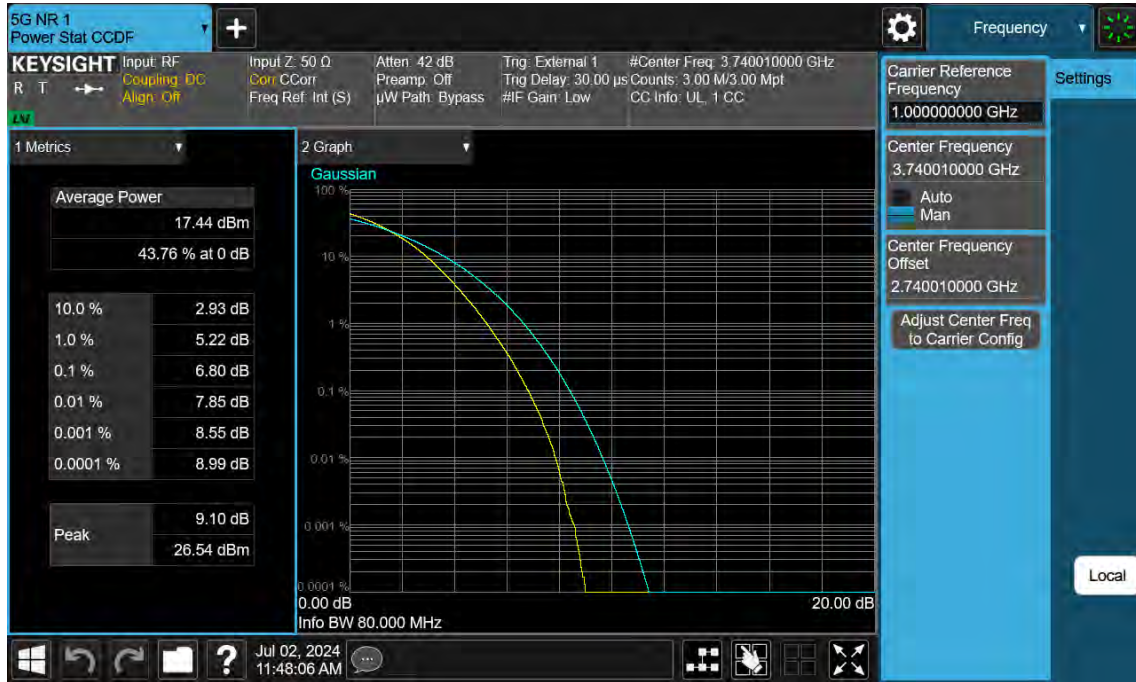 5G NR 1
Power Stat CCDF
Frequency
KEYSIGHT
R T
LXI
Input: RF
Coupling: DC
Align: Off
Input Z: 50 Ω
Corr CCorr
Freq Ref: Int (S)
Atten: 42 dB
Preamp: Off
µW Path: Bypass
Trig: External 1
Trig Delay: 30.00 µs
#IF Gain: Low
#Center Freq: 3.740010000 GHz
Counts: 3.00 M/3.00 Mpt
CC Info: UL, 1 CC
1 Metrics
Average Power
17.44 dBm
43.76 % at 0 dB
10.0 % 2.93 dB
1.0 % 5.22 dB
0.1 % 6.80 dB
0.01 % 7.85 dB
0.001 % 8.55 dB
0.0001 % 8.99 dB
Peak
9.10 dB
26.54 dBm
2 Graph
Gaussian
100 %
10 %
1 %
0.1 %
0.01 %
0.001 %
0.0001 %
0.00 dB 20.00 dB
Info BW 80.000 MHz
Carrier Reference
Frequency
1.000000000 GHz
Center Frequency
3.740010000 GHz
Auto
Man
Center Frequency
Offset
2.740010000 GHz
Adjust Center Freq
to Carrier Config
Settings
Local
Jul 02, 2024
11:48:06 AM